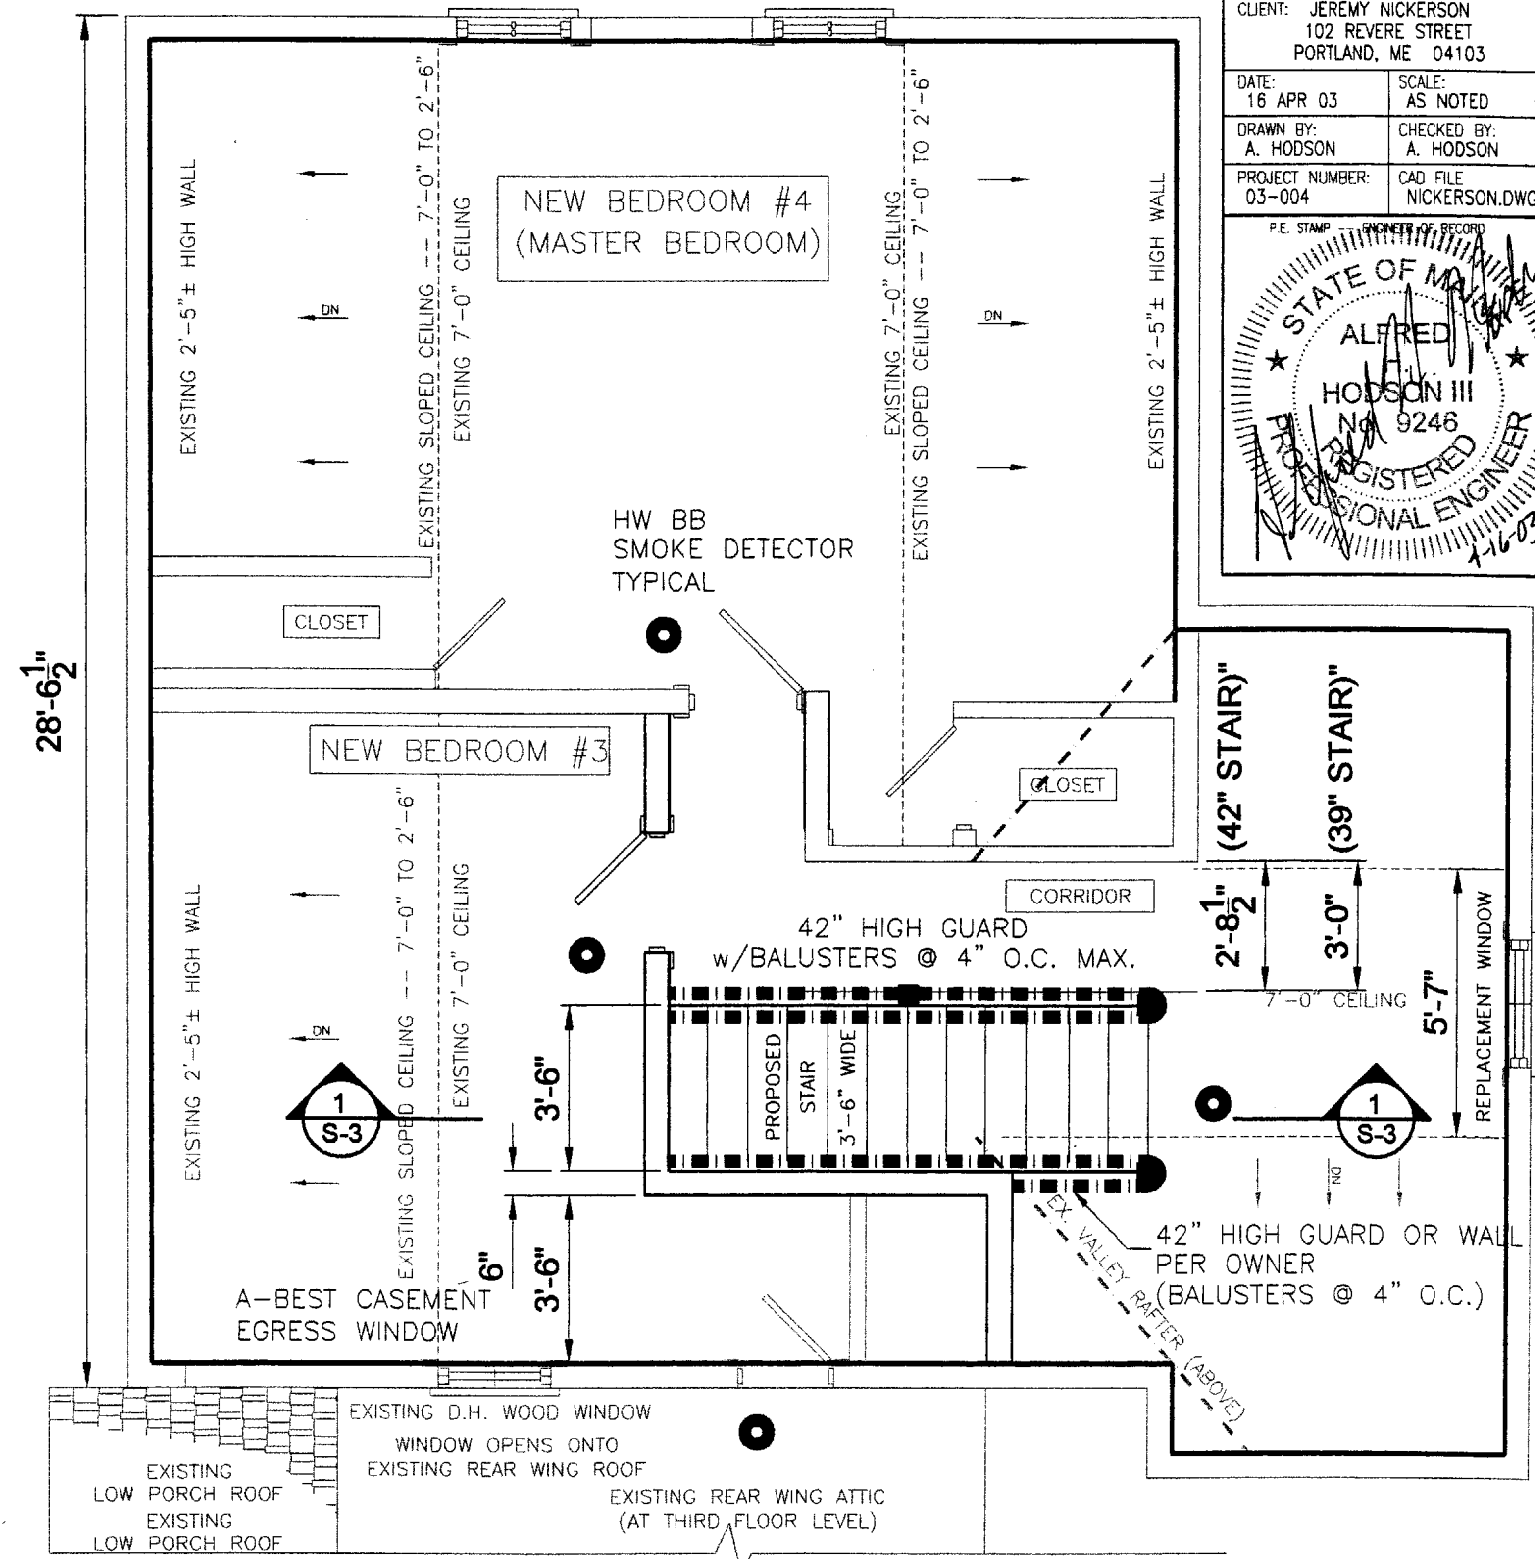 CLIENT: JEREMY NICKERSON
102 REVERE STREET
PORTLAND, ME 04103
DATE:
16 APR 03
SCALE:
AS NOTED
DRAWN BY:
A. HODSON
CHECKED BY:
A. HODSON
PROJECT NUMBER:
03-004
CAD FILE
NICKERSON.DWG
P.E. STAMP -- ENGINEER OF RECORD
STATE OF
ALFRED
HODSON III
No. 9246
REGISTERED
PROFESSIONAL ENGINEER
4-16-03
EXISTING 2'-5"± HIGH WALL
DN
EXISTING SLOPED CEILING -- 7'-0" TO 2'-6"
EXISTING 7'-0" CEILING
NEW BEDROOM #4
(MASTER BEDROOM)
EXISTING 7'-0" CEILING
EXISTING SLOPED CEILING -- 7'-0" TO 2'-6"
DN
EXISTING 2'-5"± HIGH WALL
HW BB
SMOKE DETECTOR
TYPICAL
CLOSET
28'-6 1/2"
NEW BEDROOM #3
CLOSET
(42" STAIR)"
(39" STAIR)"
CORRIDOR
2'-8 1/2"
3'-0"
5'-7"
REPLACEMENT WINDOW
42" HIGH GUARD
w/BALUSTERS @ 4" O.C. MAX.
7'-0" CEILING
EXISTING 2'-5"± HIGH WALL
DN
EXISTING SLOPED CEILING -- 7'-0" TO 2'-6"
EXISTING 7'-0" CEILING
1
S-3
3'-6"
PROPOSED
STAIR
3'-6" WIDE
1
S-3
DN
6"
3'-6"
EX. VALLEY RAFTER (ABOVE)
42" HIGH GUARD OR WALL
PER OWNER
(BALUSTERS @ 4" O.C.)
A-BEST CASEMENT
EGRESS WINDOW
EXISTING D.H. WOOD WINDOW
WINDOW OPENS ONTO
EXISTING REAR WING ROOF
EXISTING
LOW PORCH ROOF
EXISTING
LOW PORCH ROOF
EXISTING REAR WING ATTIC
(AT THIRD FLOOR LEVEL)